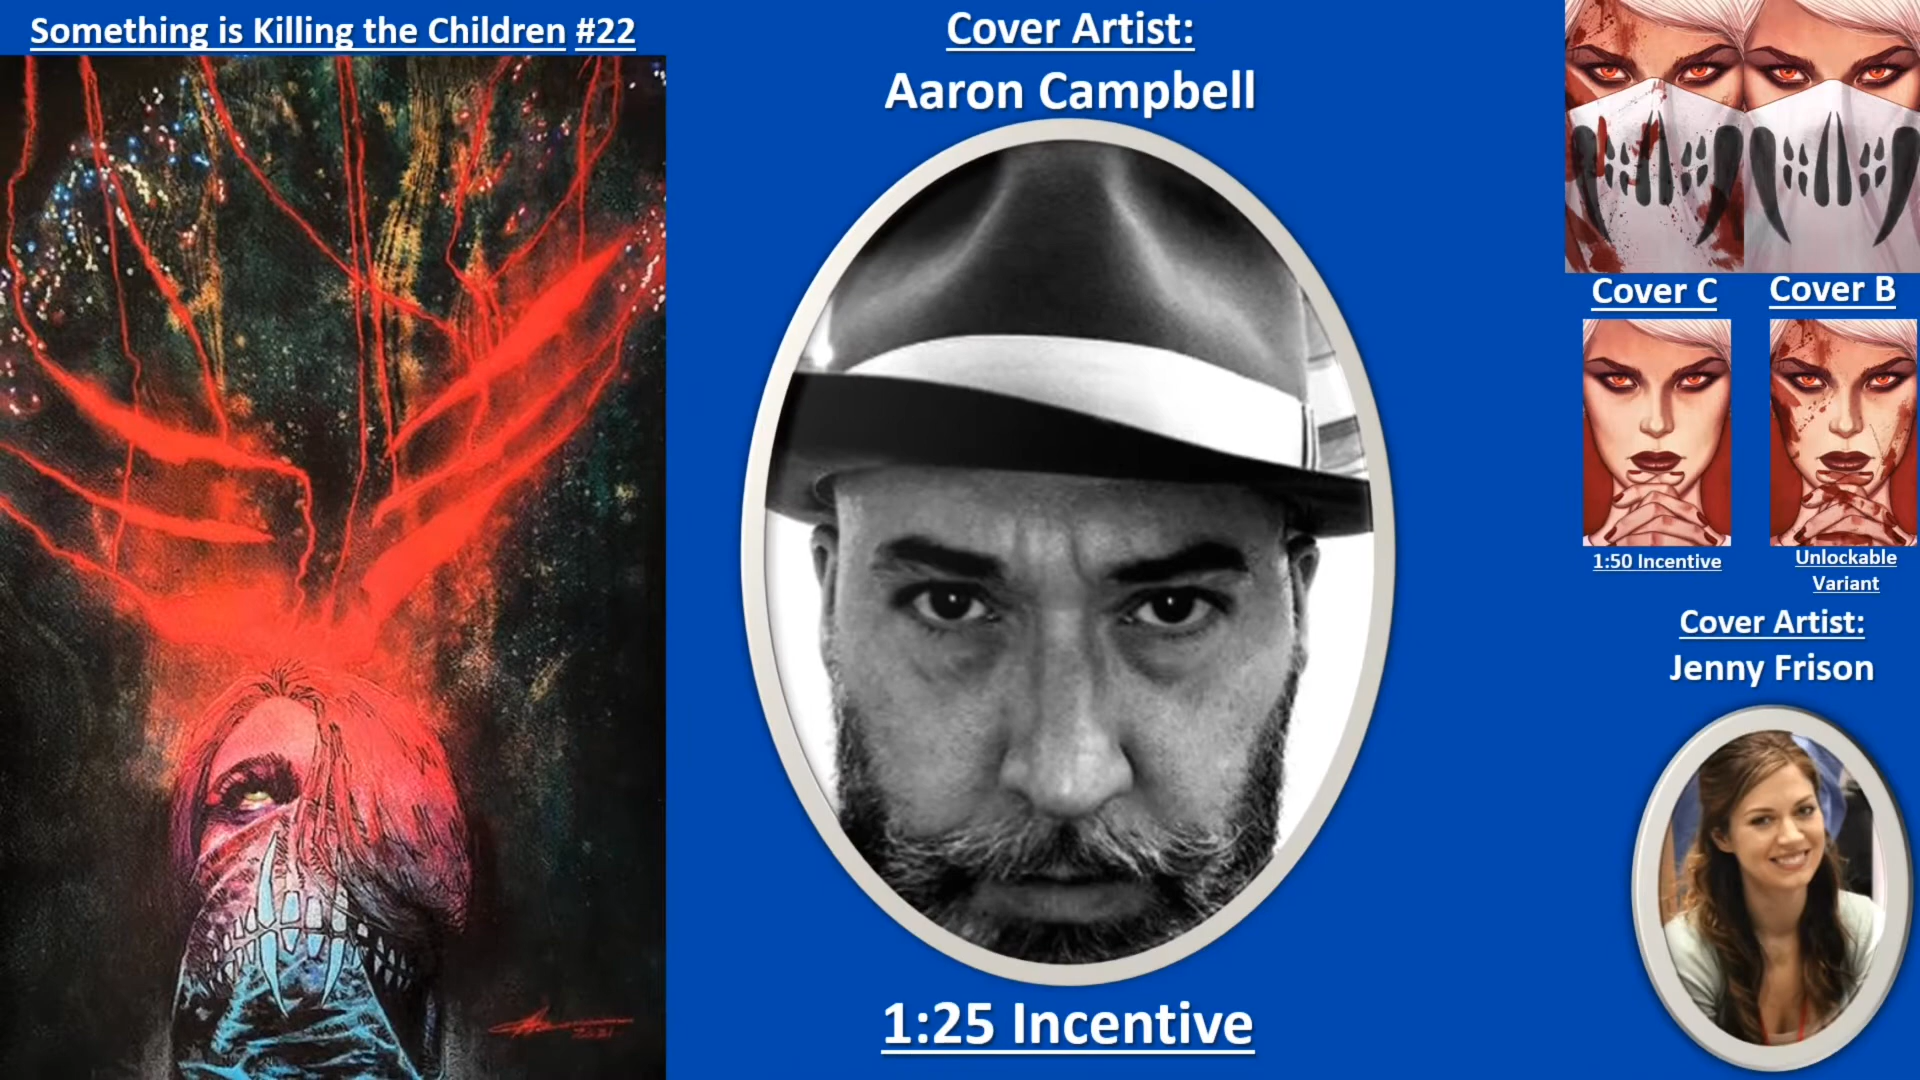 Something is Killing the Children #22
Cover Artist:
Aaron Campbell
1:25 Incentive
Cover C
Cover B
1:50 Incentive
Unlockable
Variant
Cover Artist:
Jenny Frison